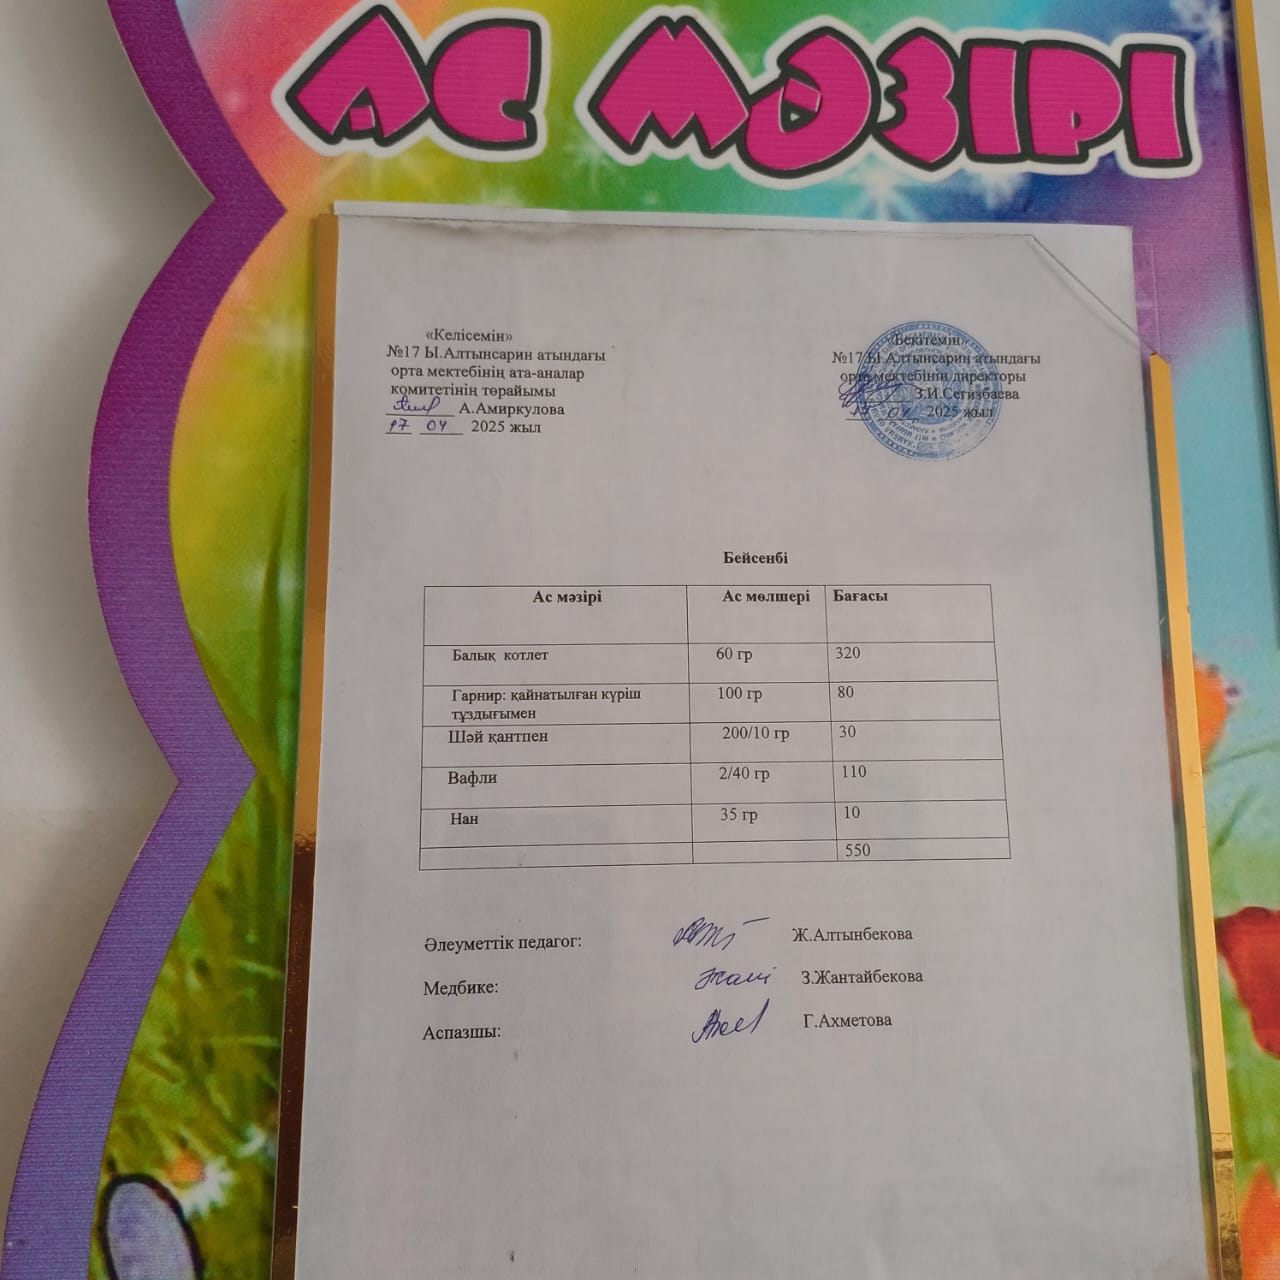 АС МӘЗІРІ
«Келісемін»
№17 Ы.Алтынсарин атындағы
орта мектебінің ата-аналар
комитетінің төрайымы
А.Амиркулова
17 04 2025 жыл
«Бекітемін»
№17 Ы.Алтынсарин атындағы
орта мектебінің директоры
З.И.Сегизбаева
17 04 2025 жыл
Бейсенбі
Ас мәзірі Ас мөлшері Бағасы
Балық котлет 60 гр 320
Гарнир: қайнатылған күріш 100 гр 80
тұздығымен
Шәй қантпен 200/10 гр 30
Вафли 2/40 гр 110
Нан 35 гр 10
550
Әлеуметтік педагог: Ж.Алтынбекова
Медбике: З.Жантайбекова
Аспазшы: Г.Ахметова